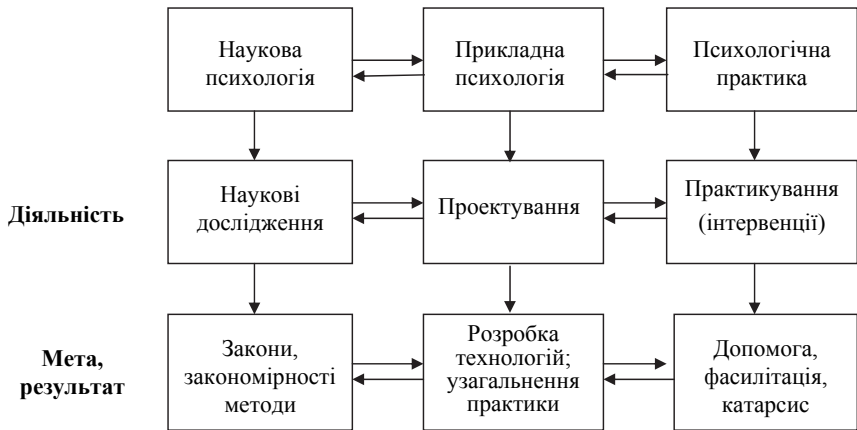 Наукова
психологія
Прикладна
психологія
Психологічна
практика
Діяльність
Наукові
дослідження
Проектування
Практикування
(інтервенції)
Мета,
результат
Закони,
закономірності
методи
Розробка
технологій;
узагальнення
практики
Допомога,
фасилітація,
катарсис